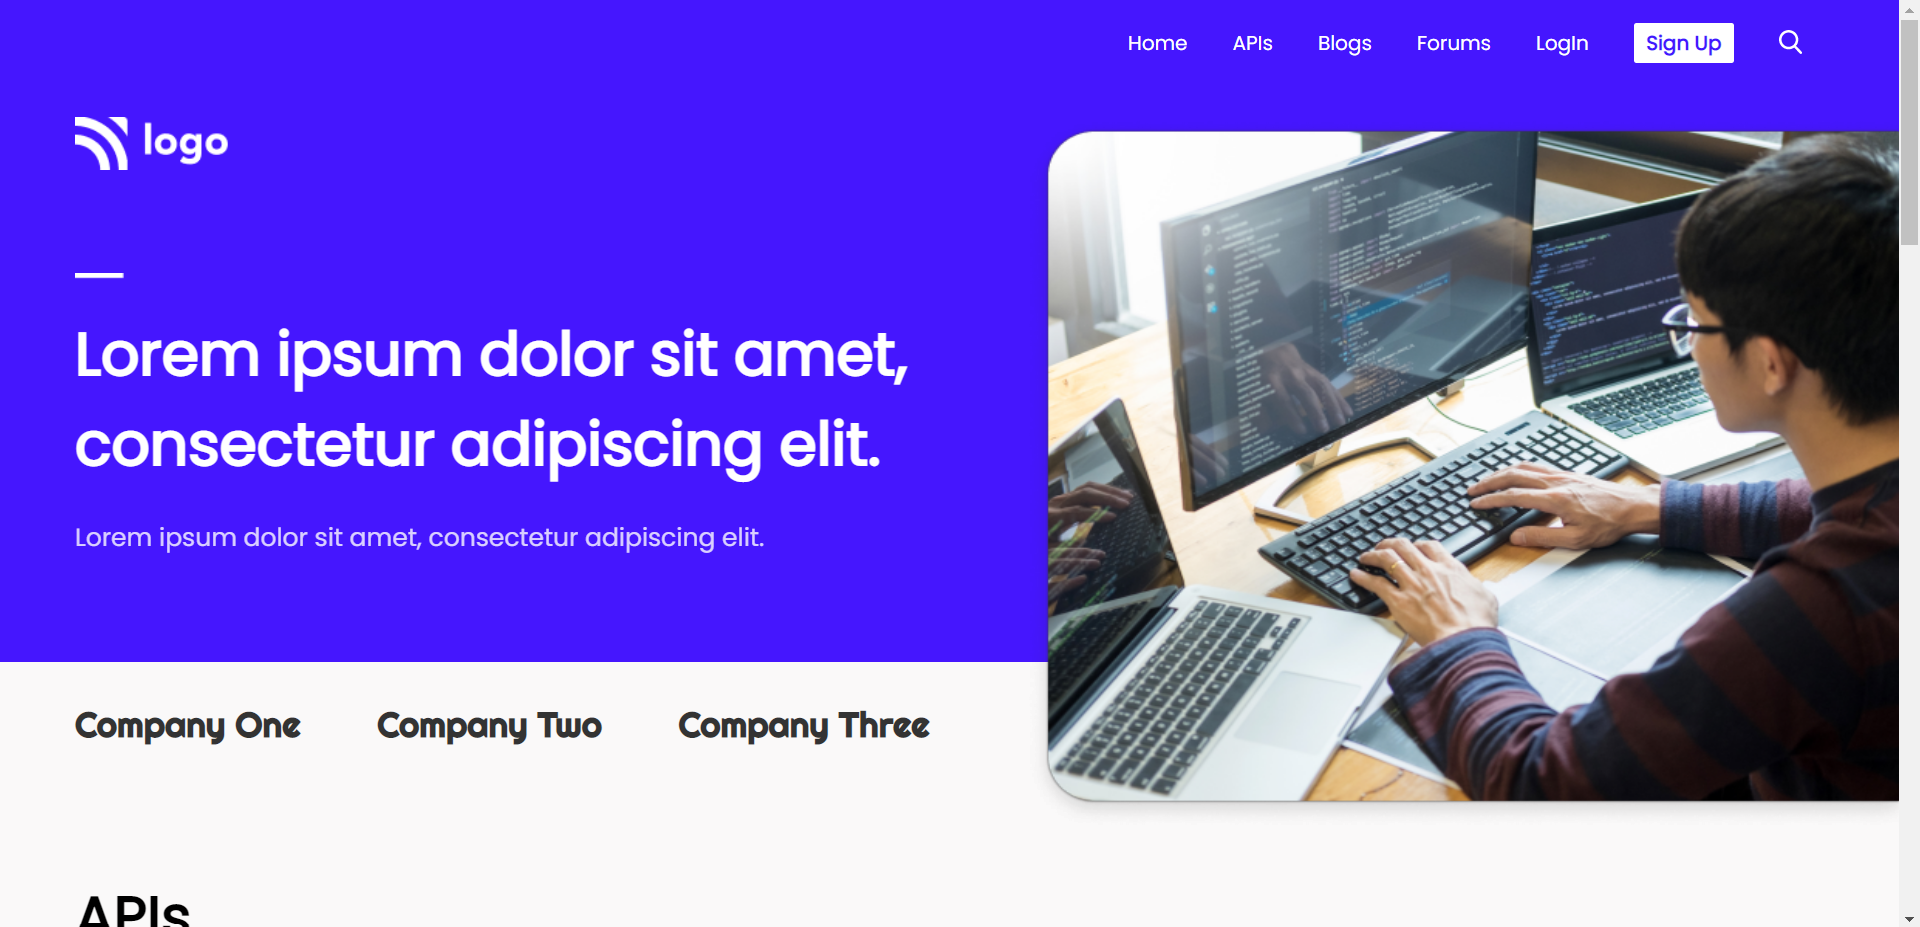 Home APIs Blogs Forums LogIn Sign Up
logo
Lorem ipsum dolor sit amet,
consectetur adipiscing elit.
Lorem ipsum dolor sit amet, consectetur adipiscing elit.
Company One Company Two Company Three
APIs